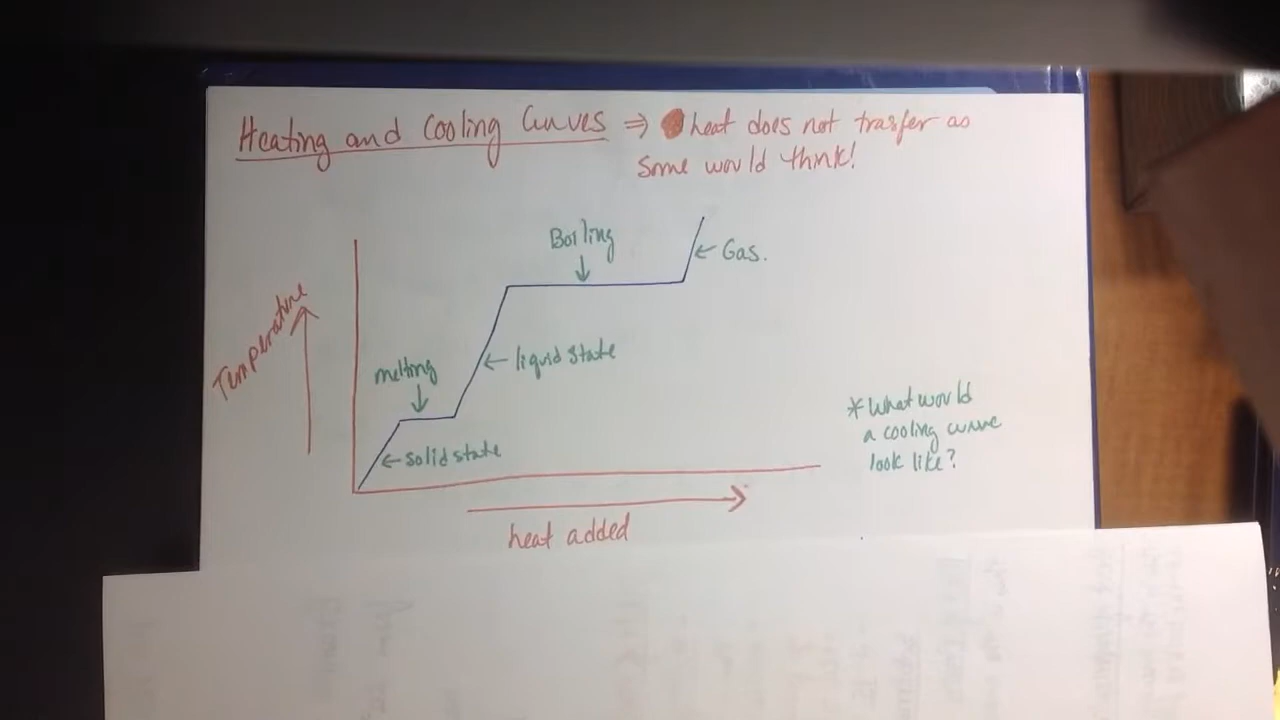 Heating and Cooling Curves ⇒ heat does not trasfer as
some would think!
Boiling
Gas.
Temperature
melting
liquid state
solid state
* What would
a cooling curve
look like?
heat added